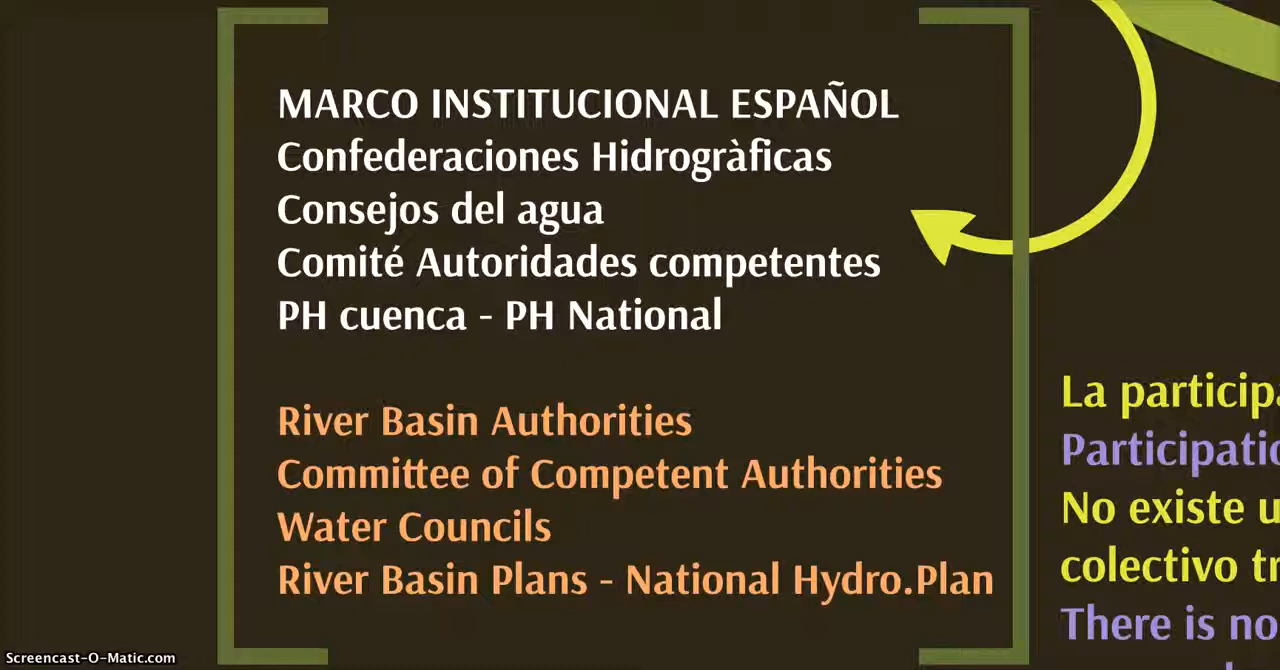 MARCO INSTITUCIONAL ESPAÑOL
Confederaciones Hidrogràficas
Consejos del agua
Comité Autoridades competentes
PH cuenca - PH National
River Basin Authorities
Committee of Competent Authorities
Water Councils
River Basin Plans - National Hydro.Plan
La
No existe
colectivo
There is no
Screencast-O-Matic.com